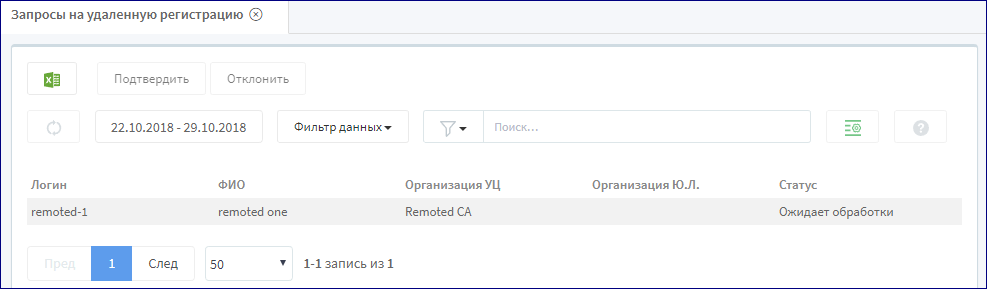 Запросы на удаленную регистрацию
Подтвердить Отклонить
22.10.2018 - 29.10.2018 Фильтр данных Поиск... ?
Логин ФИО Организация УЦ Организация Ю.Л. Статус
remoted-1 remoted one Remoted CA Ожидает обработки
Пред 1 След 50 1-1 запись из 1